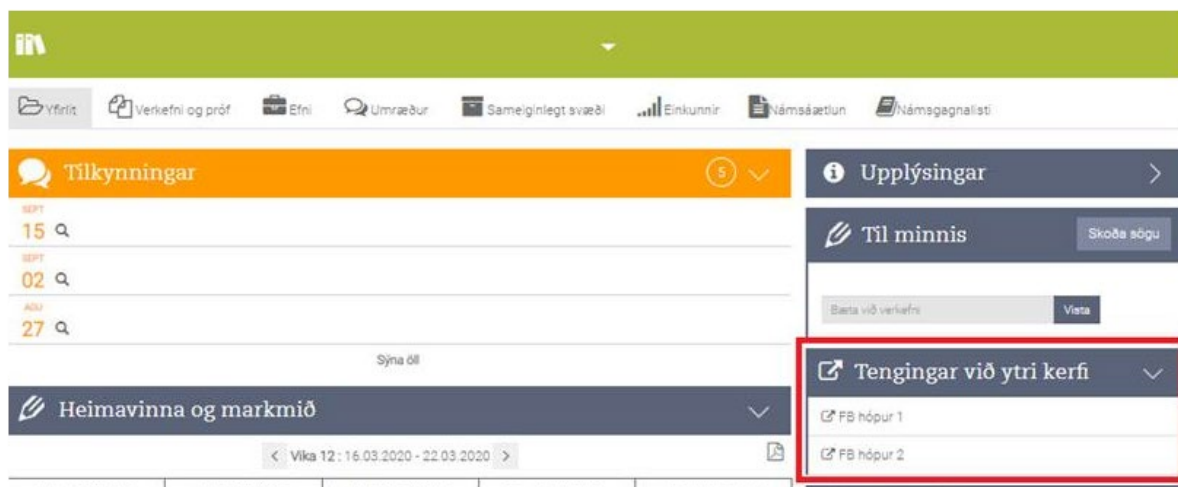 Yfirlit Verkefni og próf Efni Umræður Sameiginlegt svæði Einkunnir Námsáætlun Námsgagnalisti
Tilkynningar 5
SEPT
15
SEPT
02
ÁGÚ
27
Sýna öll
Heimavinna og markmið
Vika 12 : 16.03.2020 - 22.03.2020
Upplýsingar
Til minnis Skoða sögu
Bæta við verkefni Vista
Tengingar við ytri kerfi
FB hópur 1
FB hópur 2